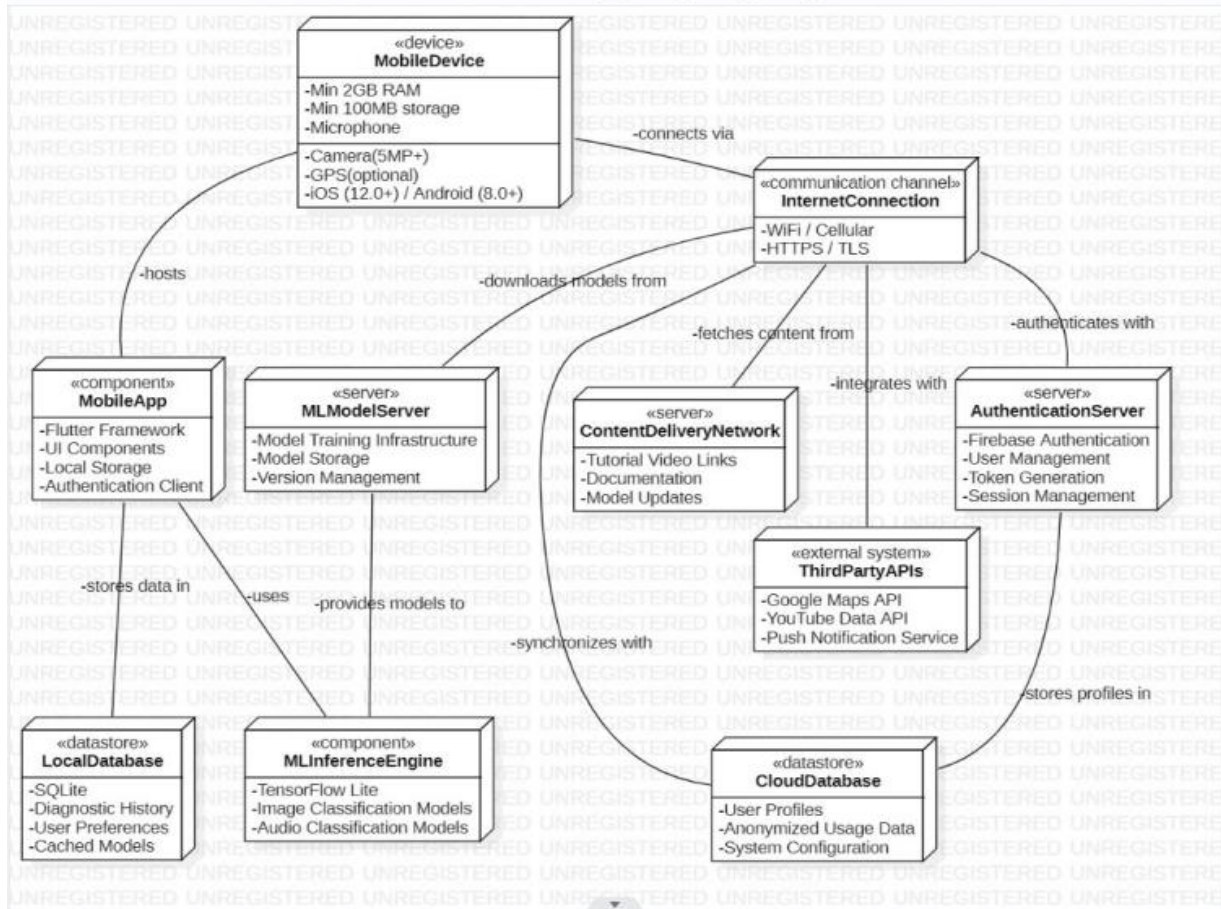 «device»
MobileDevice
-Min 2GB RAM
-Min 100MB storage
-Microphone
-Camera(5MP+)
-GPS(optional)
-iOS (12.0+) / Android (8.0+)
-connects via
«communication channel»
InternetConnection
-WiFi / Cellular
-HTTPS / TLS
-hosts
-downloads models from
-fetches content from
-authenticates with
-integrates with
«component»
MobileApp
-Flutter Framework
-UI Components
-Local Storage
-Authentication Client
«server»
MLModelServer
-Model Training Infrastructure
-Model Storage
-Version Management
«server»
ContentDeliveryNetwork
-Tutorial Video Links
-Documentation
-Model Updates
«server»
AuthenticationServer
-Firebase Authentication
-User Management
-Token Generation
-Session Management
«external system»
ThirdPartyAPIs
-Google Maps API
-YouTube Data API
-Push Notification Service
-stores data in
-uses
-provides models to
-synchronizes with
-stores profiles in
«datastore»
LocalDatabase
-SQLite
-Diagnostic History
-User Preferences
-Cached Models
«component»
MLInferenceEngine
-TensorFlow Lite
-Image Classification Models
-Audio Classification Models
«datastore»
CloudDatabase
-User Profiles
-Anonymized Usage Data
-System Configuration
UNREGISTERED